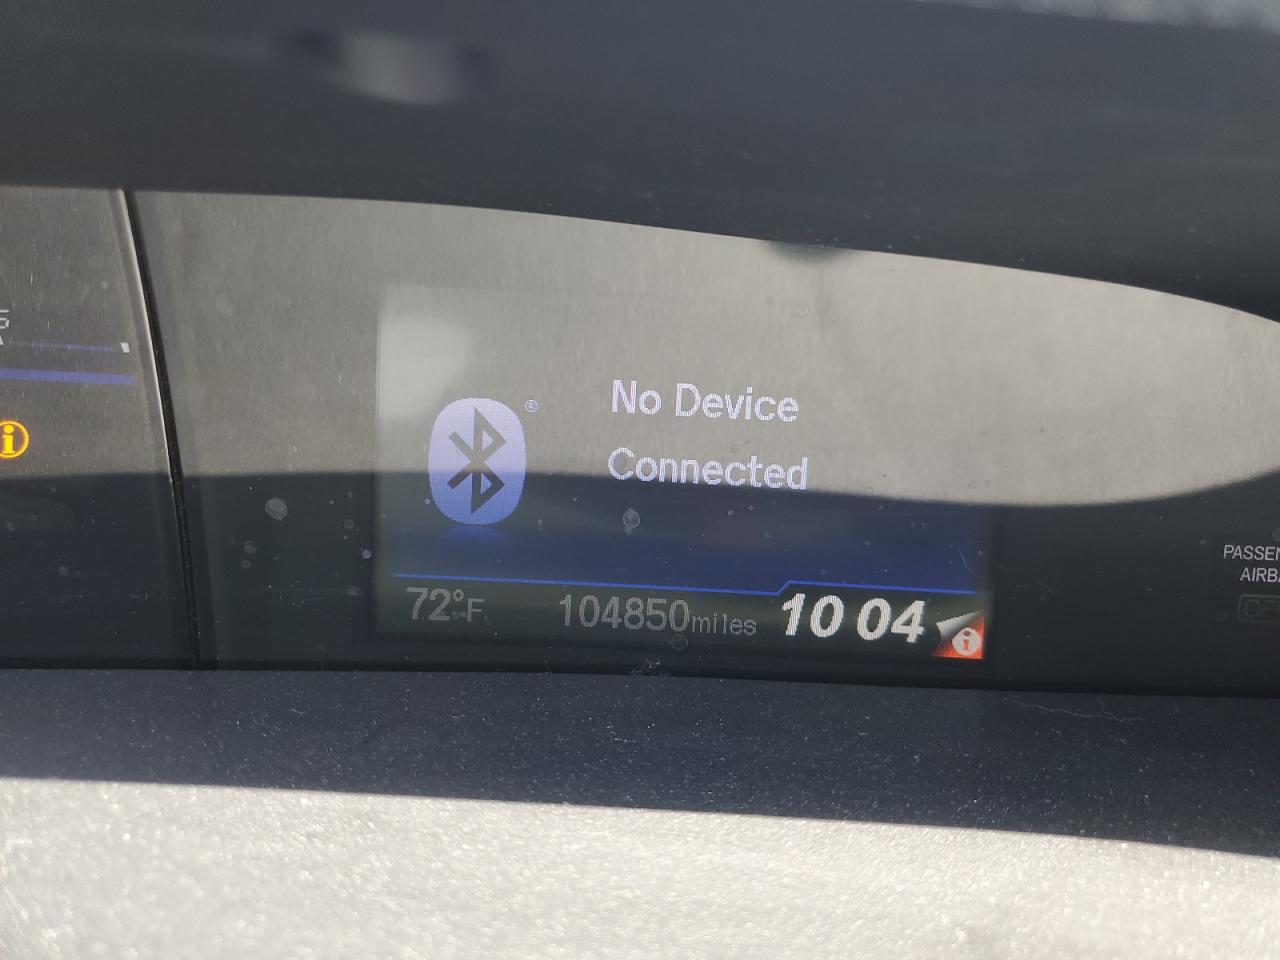 No Device
Connected
®
72°F 104850miles 10 04
i
i
PASSEN
AIRBA